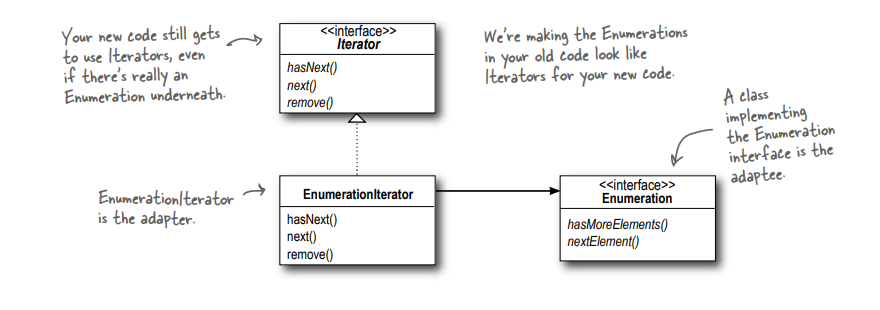 Your new code still gets
to use Iterators, even
if there's really an
Enumeration underneath.
<<interface>>
Iterator
hasNext()
next()
remove()
We're making the Enumerations
in your old code look like
Iterators for your new code.
A class
implementing
the Enumeration
interface is the
adaptee.
EnumerationIterator
is the adapter.
EnumerationIterator
hasNext()
next()
remove()
<<interface>>
Enumeration
hasMoreElements()
nextElement()